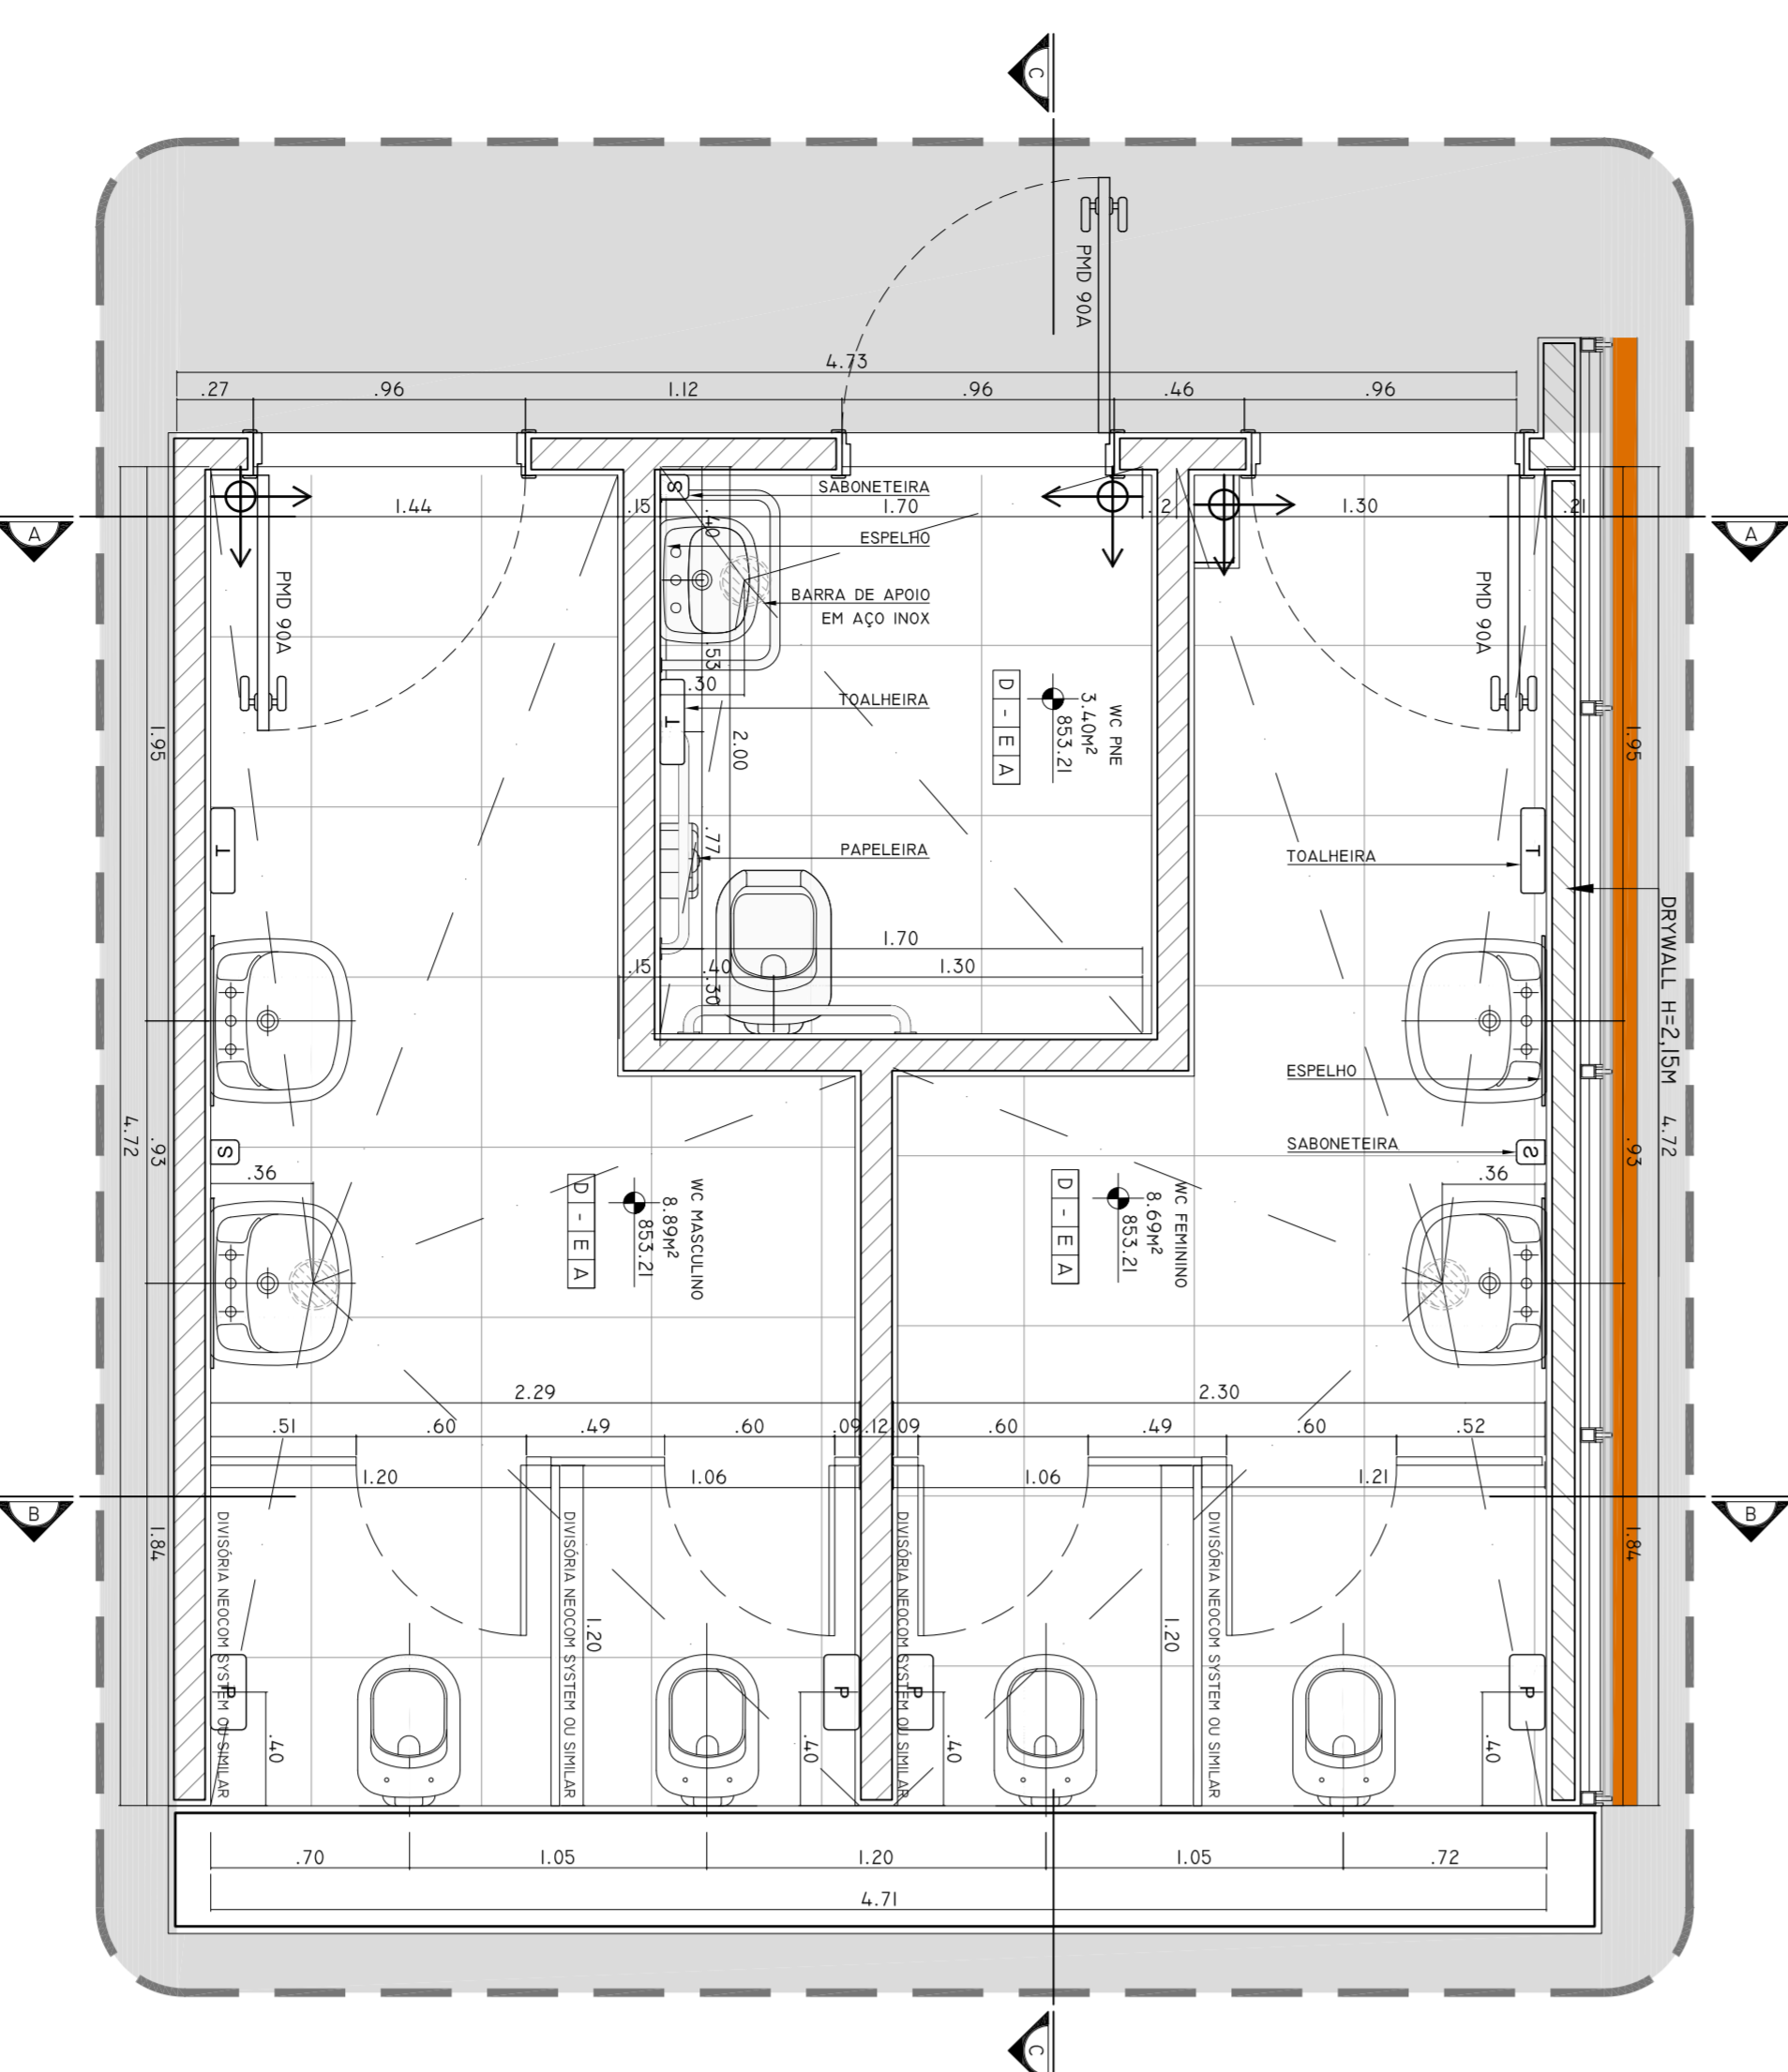 C
PMD 90A
4.73
.27
.96
1.12
.96
.46
.96
A
A
1.44
.15
1.70
.12
1.30
.21
S
SABONETEIRA
.40
ESPELHO
BARRA DE APOIO
EM AÇO INOX
PMD 90A
PMD 90A
.53
.30
T
TOALHEIRA
2.00
WC PNE
3.40M²
853.21
D - E A
1.95
1.95
.77
PAPELEIRA
T
TOALHEIRA
T
DRYWALL H=2,15M
1.70
.15
.40
1.30
.30
ESPELHO
4.72
.93
S
.36
SABONETEIRA
S
.36
.93
4.72
WC MASCULINO
8.89M²
853.21
D - E A
WC FEMININO
8.69M²
853.21
D - E A
2.29
2.30
.51
.60
.49
.60
.09
.12
.09
.60
.49
.60
.52
1.20
1.06
1.06
1.21
B
B
1.84
1.84
DIVISÓRIA NEOCOM SYSTEM OU SIMILAR
DIVISÓRIA NEOCOM SYSTEM OU SIMILAR
DIVISÓRIA NEOCOM SYSTEM OU SIMILAR
DIVISÓRIA NEOCOM SYSTEM OU SIMILAR
1.20
1.20
P
P
P
P
.40
.40
.40
.40
.70
1.05
1.20
1.05
.72
4.71
C